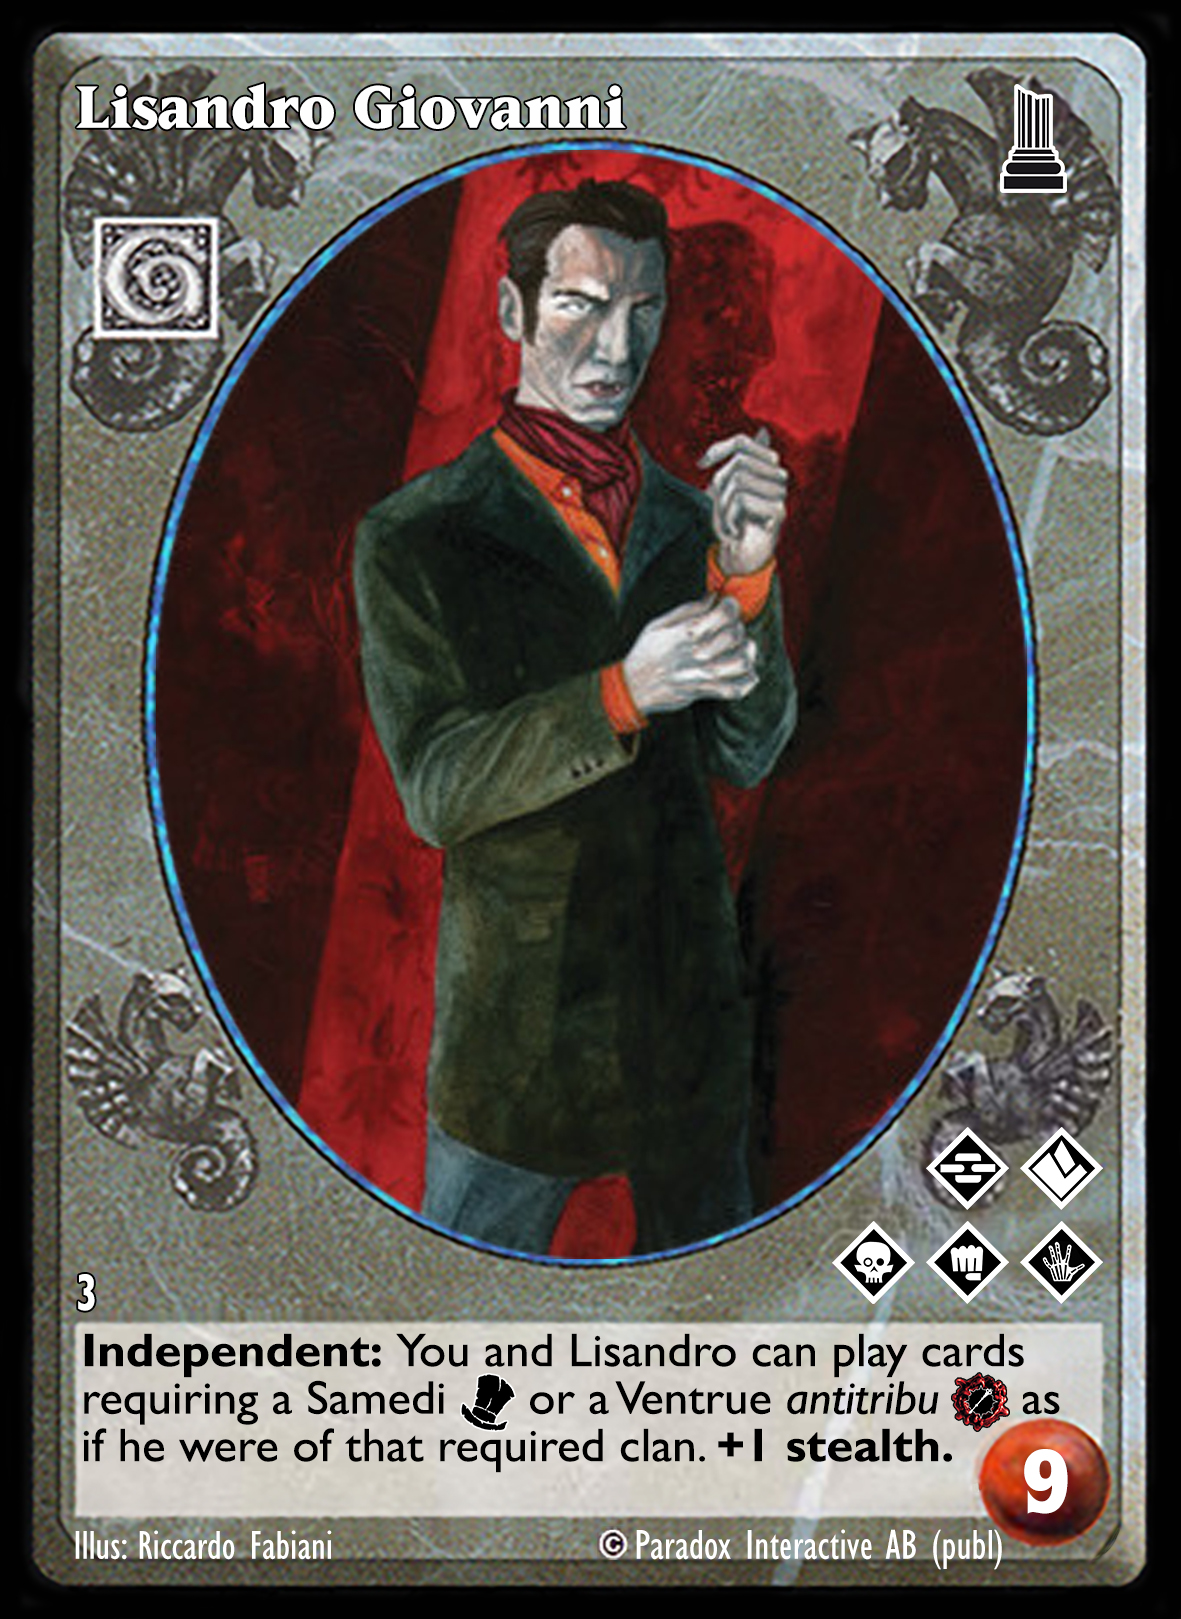 Lisandro Giovanni
3
Independent: You and Lisandro can play cards
requiring a Samedi or a Ventrue antitribu as
if he were of that required clan. +1 stealth.
9
Illus: Riccardo Fabiani © Paradox Interactive AB (publ)